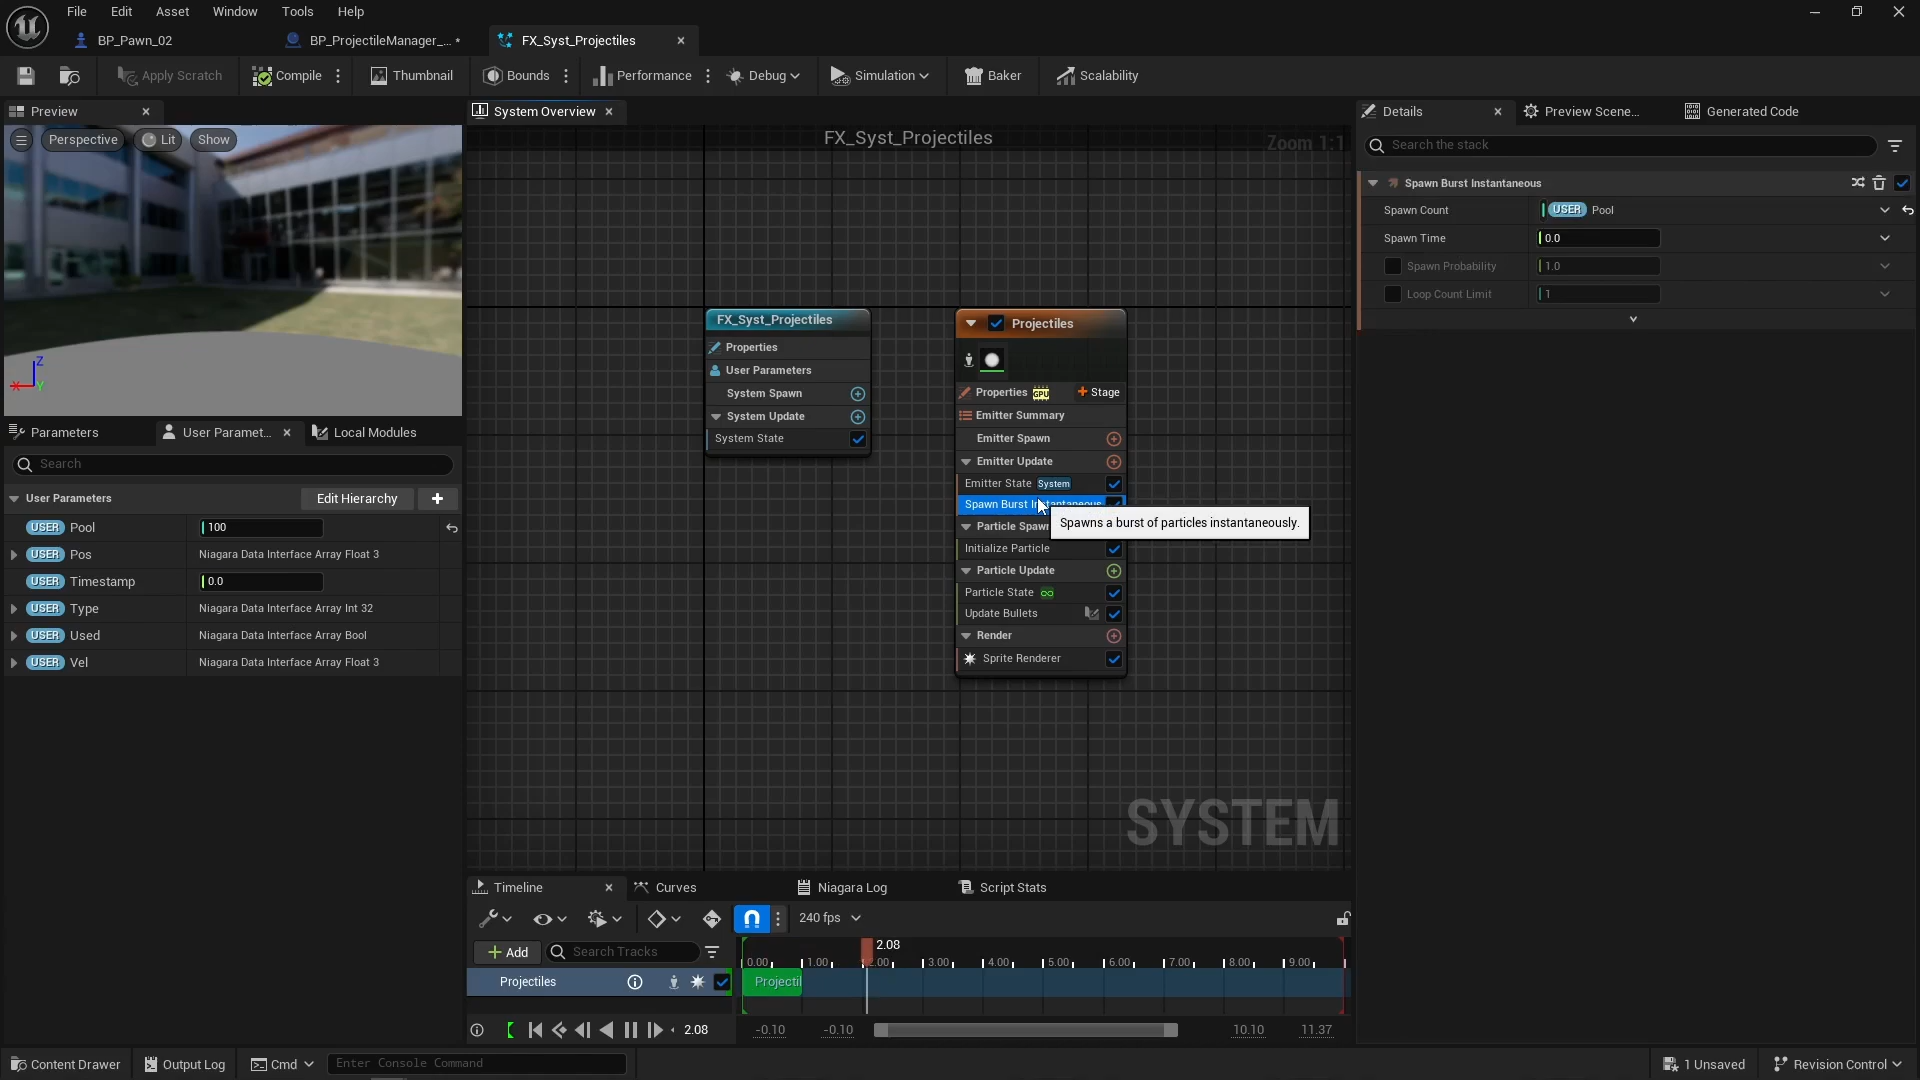 File Edit Asset Window Tools Help
BP_Pawn_02 BP_ProjectileManager_... * FX_Syst_Projectiles
Apply Scratch Compile Thumbnail Bounds Performance Debug Simulation Baker Scalability
Preview
Perspective Lit Show
Z
X Y
Parameters User Paramet... Local Modules
Search
User Parameters Edit Hierarchy
USER Pool 100
USER Pos Niagara Data Interface Array Float 3
USER Timestamp 0.0
USER Type Niagara Data Interface Array Int 32
USER Used Niagara Data Interface Array Bool
USER Vel Niagara Data Interface Array Float 3
System Overview
FX_Syst_Projectiles
Zoom 1:1
FX_Syst_Projectiles
Properties
User Parameters
System Spawn
System Update
System State
Projectiles
Properties GPU Stage
Emitter Summary
Emitter Spawn
Emitter Update
Emitter State System
Spawn Burst Instantaneous
Spawns a burst of particles instantaneously.
Particle Spawn
Initialize Particle
Particle Update
Particle State
Update Bullets
Render
Sprite Renderer
SYSTEM
Details Preview Scene... Generated Code
Search the stack
Spawn Burst Instantaneous
Spawn Count USER Pool
Spawn Time 0.0
Spawn Probability 1.0
Loop Count Limit 1
Timeline Curves Niagara Log Script Stats
240 fps
+ Add Search Tracks
2.08
0.00 1.00 2.00 3.00 4.00 5.00 6.00 7.00 8.00 9.00
Projectiles Projectil
2.08 -0.10 -0.10 10.10 11.37
Content Drawer Output Log Cmd Enter Console Command 1 Unsaved Revision Control